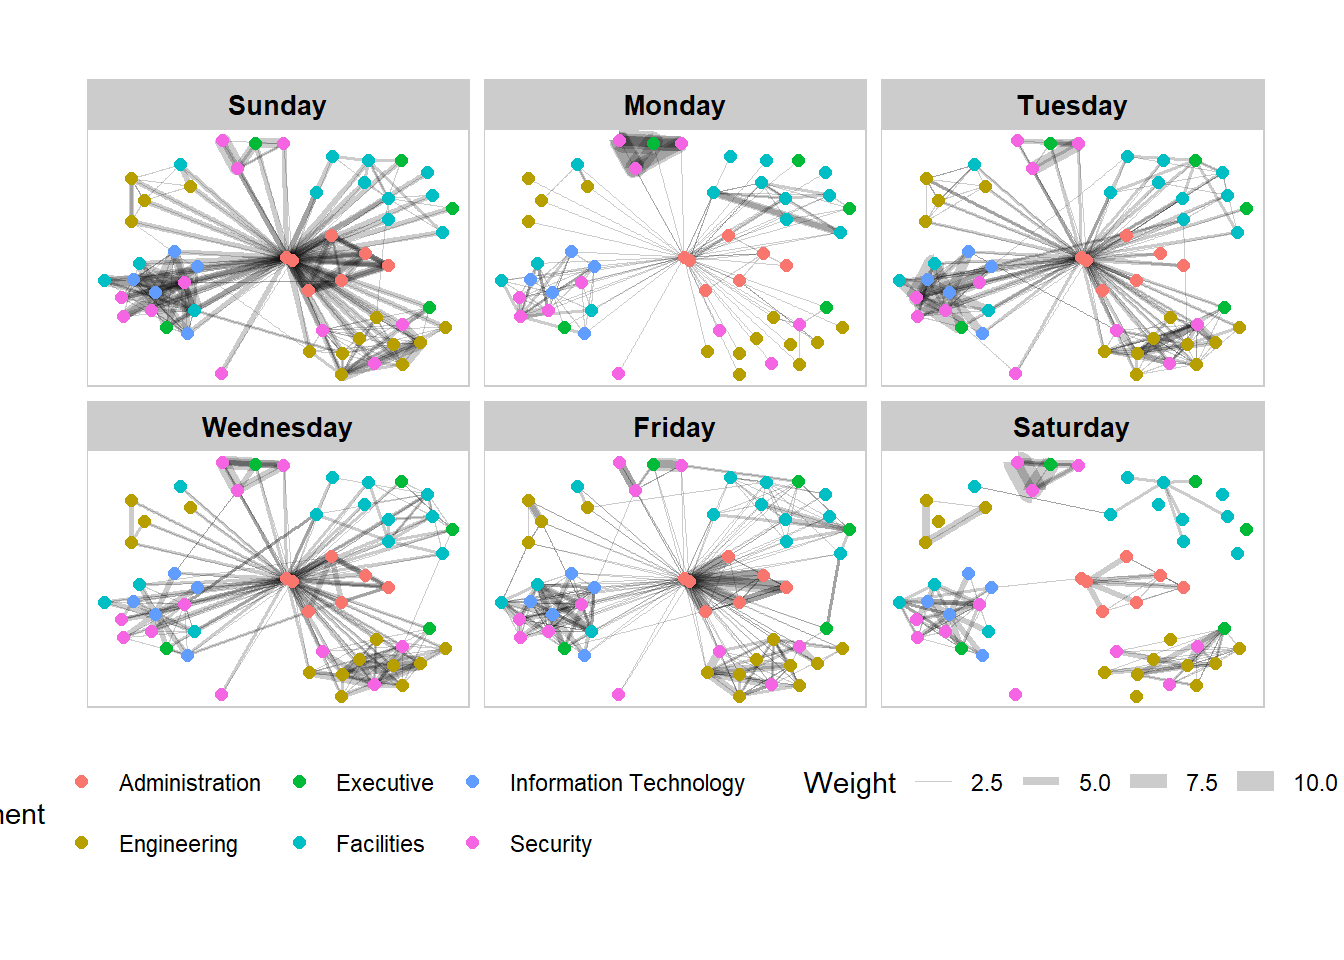 Sunday Monday Tuesday
Wednesday Friday Saturday
Administration Executive Information Technology Weight 2.5 5.0 7.5 10.0
Engineering Facilities Security